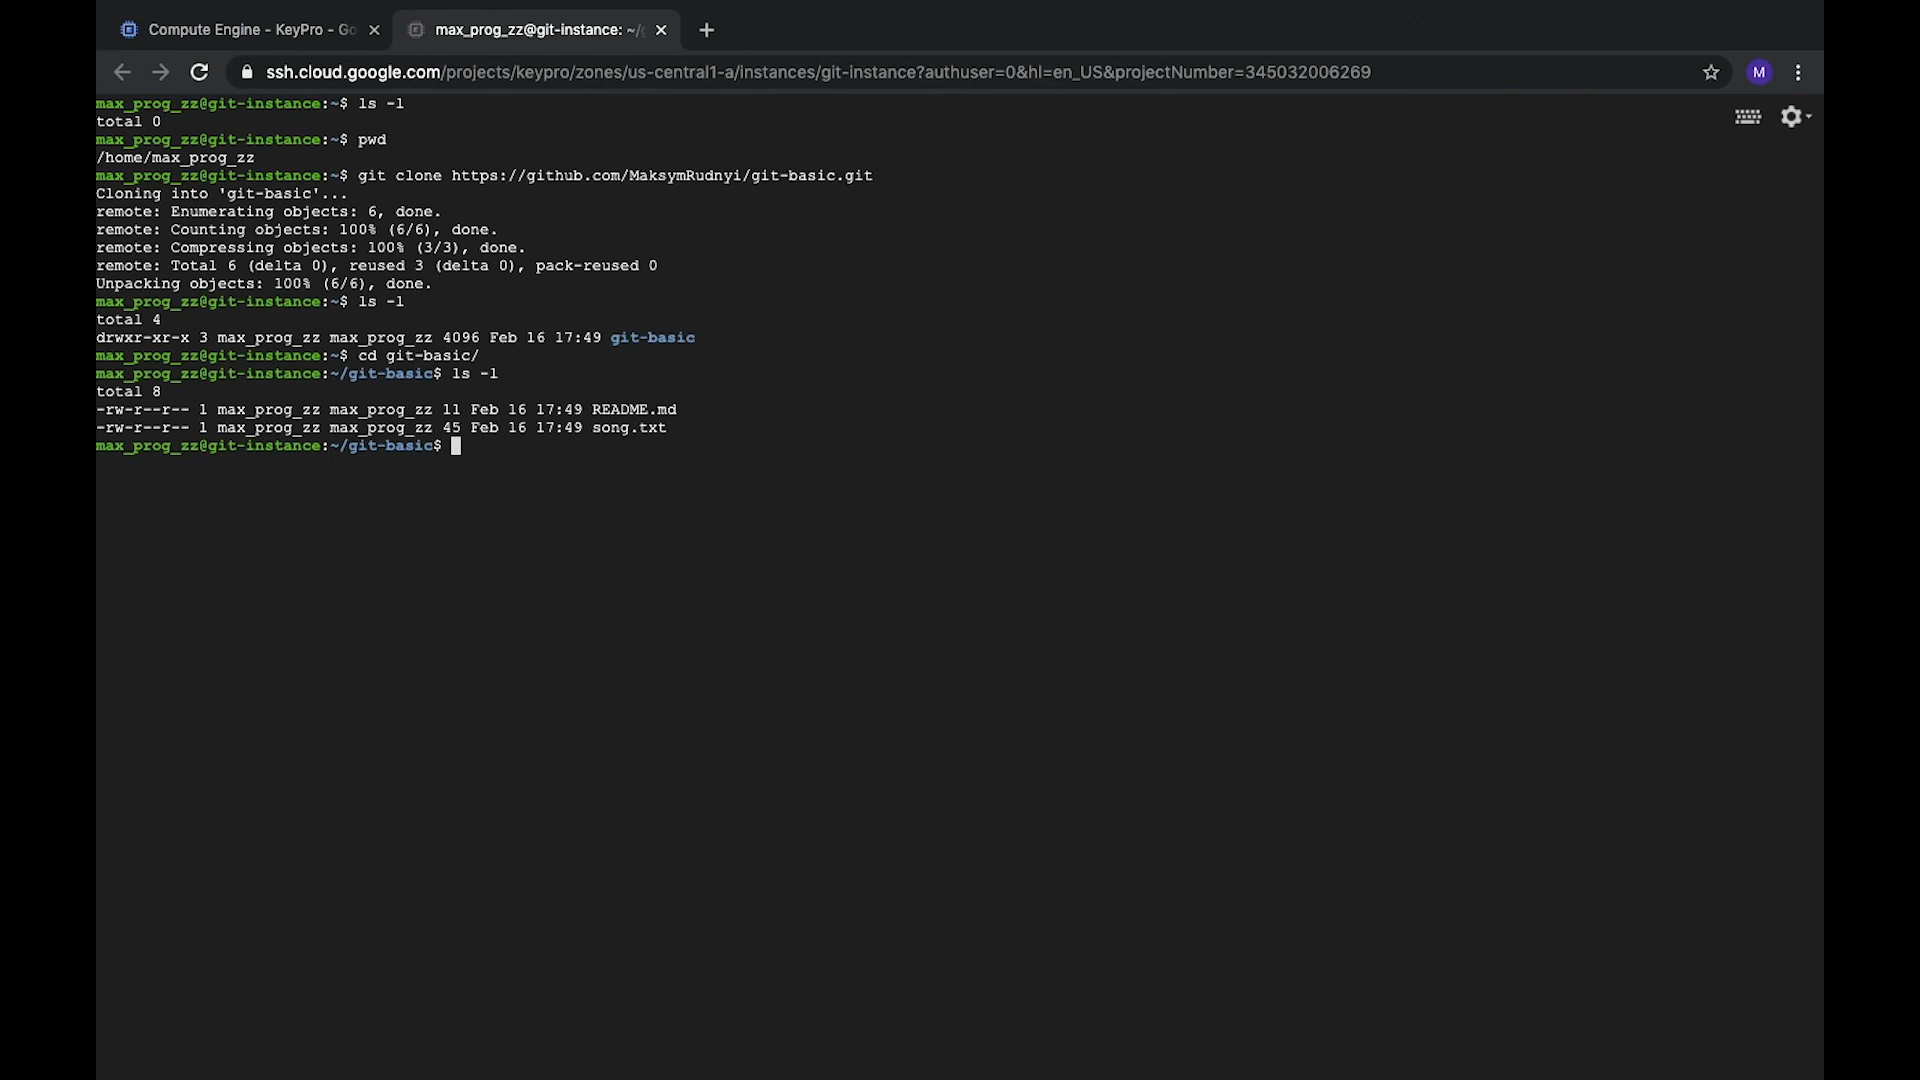 Compute Engine - KeyPro - Go
max_prog_zz@git-instance: ~/
ssh.cloud.google.com/projects/keypro/zones/us-central1-a/instances/git-instance?authuser=0&hl=en_US&projectNumber=345032006269
M
max_prog_zz@git-instance:~$ ls -l
total 0
max_prog_zz@git-instance:~$ pwd
/home/max_prog_zz
max_prog_zz@git-instance:~$ git clone https://github.com/MaksymRudnyi/git-basic.git
Cloning into 'git-basic'...
remote: Enumerating objects: 6, done.
remote: Counting objects: 100% (6/6), done.
remote: Compressing objects: 100% (3/3), done.
remote: Total 6 (delta 0), reused 3 (delta 0), pack-reused 0
Unpacking objects: 100% (6/6), done.
max_prog_zz@git-instance:~$ ls -l
total 4
drwxr-xr-x 3 max_prog_zz max_prog_zz 4096 Feb 16 17:49 git-basic
max_prog_zz@git-instance:~$ cd git-basic/
max_prog_zz@git-instance:~/git-basic$ ls -l
total 8
-rw-r--r-- 1 max_prog_zz max_prog_zz 11 Feb 16 17:49 README.md
-rw-r--r-- 1 max_prog_zz max_prog_zz 45 Feb 16 17:49 song.txt
max_prog_zz@git-instance:~/git-basic$